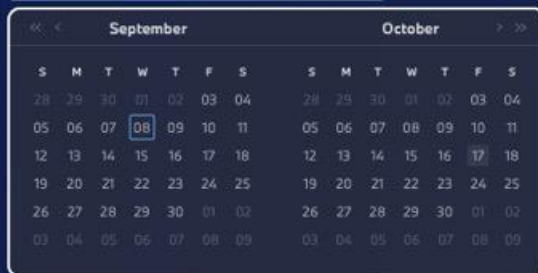 « < September
October > »
S M T W T F S S M T W T F S
28 29 30 01 02 03 04 28 29 30 01 02 03 04
05 06 07 08 09 10 11 05 06 07 08 09 10 11
12 13 14 15 16 17 18 12 13 14 15 16 17 18
19 20 21 22 23 24 25 19 20 21 22 23 24 25
26 27 28 29 30 01 02 26 27 28 29 30 01 02
03 04 05 06 07 08 09 03 04 05 06 07 08 09